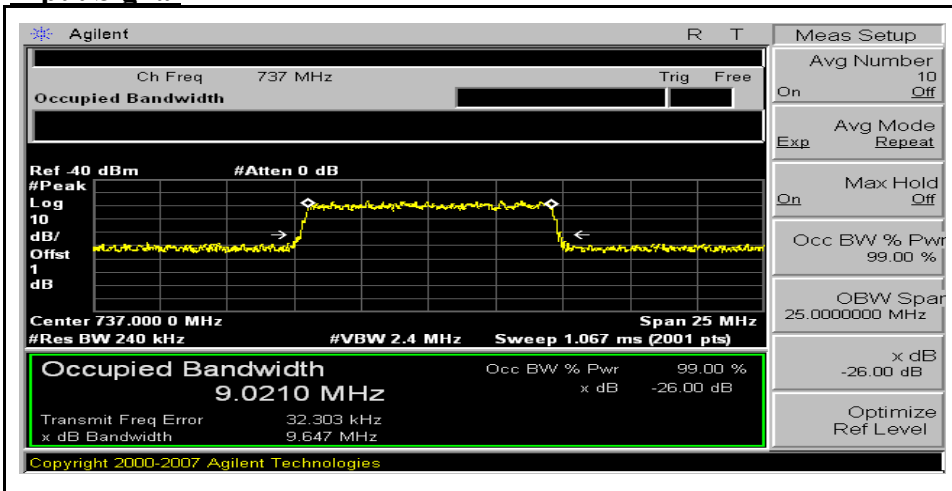 Agilent R T Meas Setup
Ch Freq 737 MHz Trig Free
Occupied Bandwidth
Avg Number
10
On Off
Avg Mode
Exp Repeat
Max Hold
On Off
Occ BW % Pwr
99.00 %
OBW Span
25.0000000 MHz
x dB
-26.00 dB
Optimize
Ref Level
Ref -40 dBm #Atten 0 dB
#Peak
Log
10
dB/
Offst
1
dB
Center 737.000 0 MHz Span 25 MHz
#Res BW 240 kHz #VBW 2.4 MHz Sweep 1.067 ms (2001 pts)
Occupied Bandwidth Occ BW % Pwr 99.00 %
9.0210 MHz x dB -26.00 dB
Transmit Freq Error 32.303 kHz
x dB Bandwidth 9.647 MHz
Copyright 2000-2007 Agilent Technologies